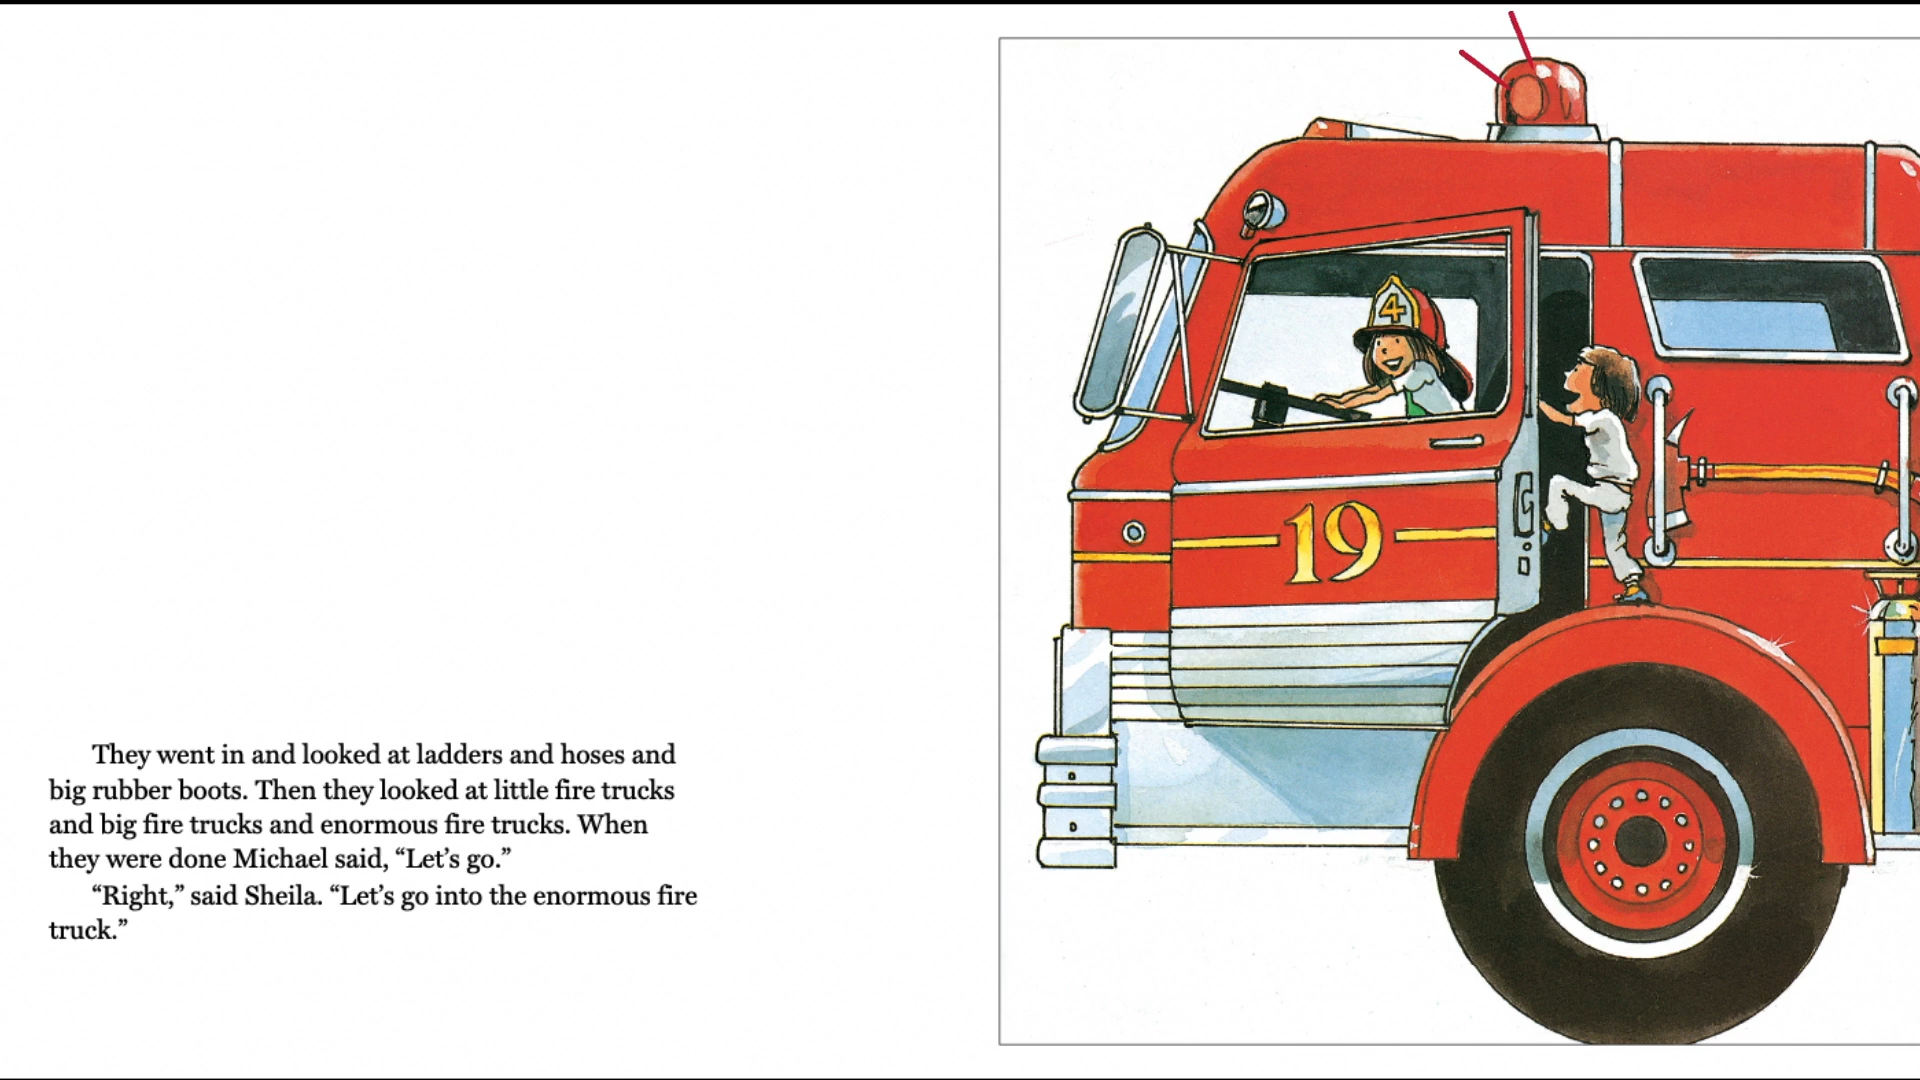 They went in and looked at ladders and hoses and
big rubber boots. Then they looked at little fire trucks
and big fire trucks and enormous fire trucks. When
they were done Michael said, “Let’s go.”
“Right,” said Sheila. “Let’s go into the enormous fire
truck.”
4
19